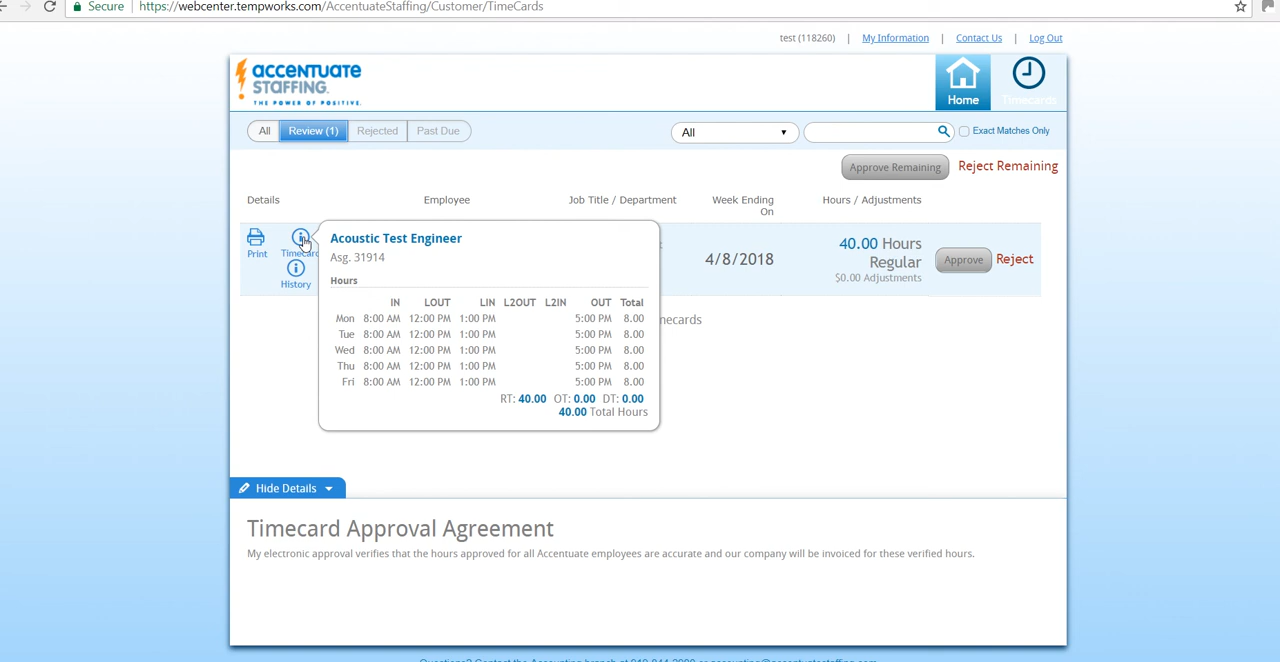 Secure https://webcenter.tempworks.com/AccentuateStaffing/Customer/TimeCards
test (118260) | My Information | Contact Us | Log Out
ACCENTUATE
STAFFING.
THE POWER OF POSITIVE.
Home
Timecards
All Review (1) Rejected Past Due
All Exact Matches Only
Approve Remaining Reject Remaining
Details Employee Job Title / Department Week Ending On Hours / Adjustments
Print
Timecard
History
Acoustic Test Engineer
Asg. 31914
Hours
IN LOUT LIN L2OUT L2IN OUT Total
Mon 8:00 AM 12:00 PM 1:00 PM 5:00 PM 8.00
Tue 8:00 AM 12:00 PM 1:00 PM 5:00 PM 8.00
Wed 8:00 AM 12:00 PM 1:00 PM 5:00 PM 8.00
Thu 8:00 AM 12:00 PM 1:00 PM 5:00 PM 8.00
Fri 8:00 AM 12:00 PM 1:00 PM 5:00 PM 8.00
RT: 40.00 OT: 0.00 DT: 0.00
40.00 Total Hours
4/8/2018
40.00 Hours
Regular
$0.00 Adjustments
Approve Reject
necards
Hide Details
Timecard Approval Agreement
My electronic approval verifies that the hours approved for all Accentuate employees are accurate and our company will be invoiced for these verified hours.